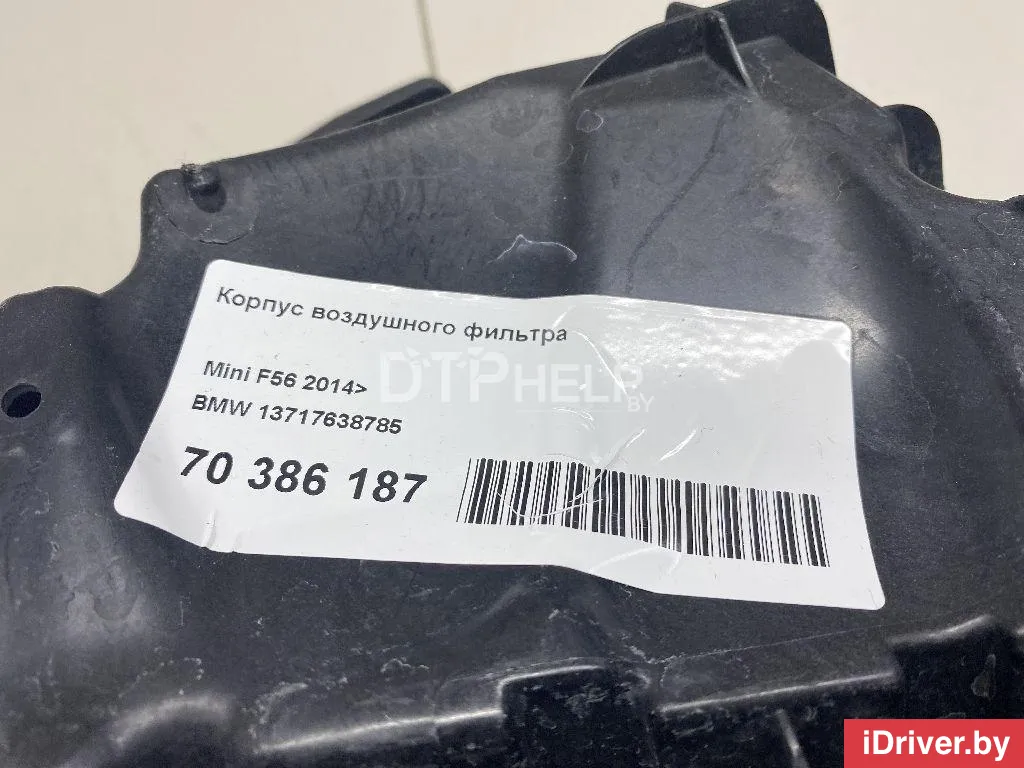 Корпус воздушного фильтра
Mini F56 2014>
BMW 13717638785
70 386 187
DTPHELP.BY
iDriver.by